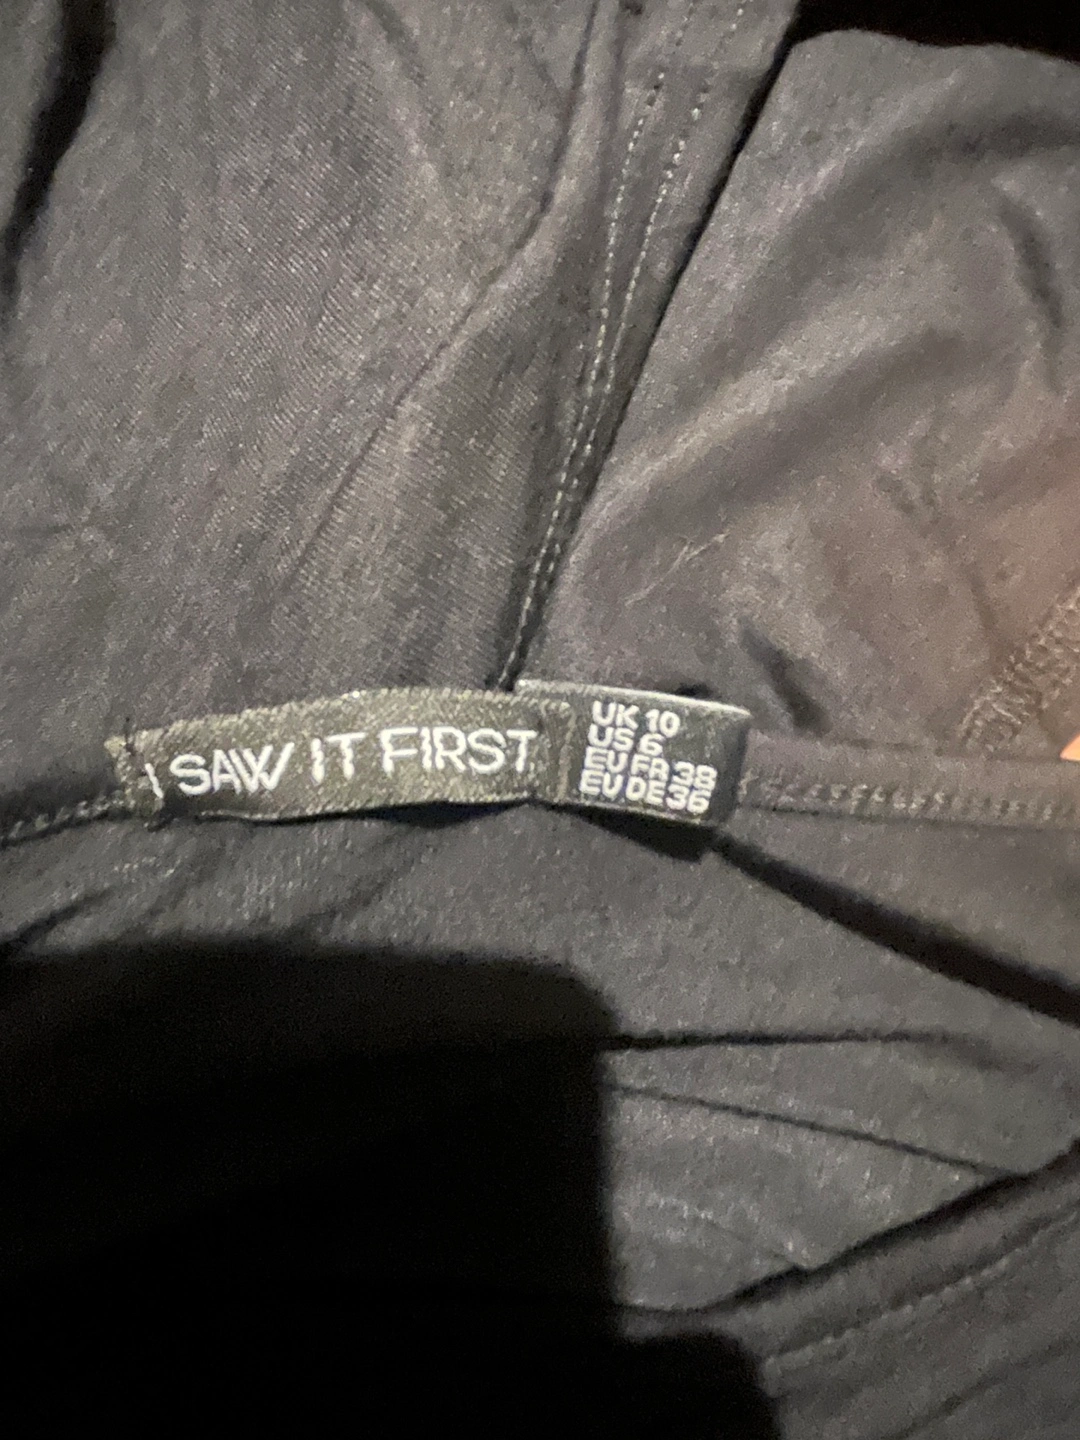 I SAW IT FIRST
UK 10
US 6
EU FR 38
EU DE 36